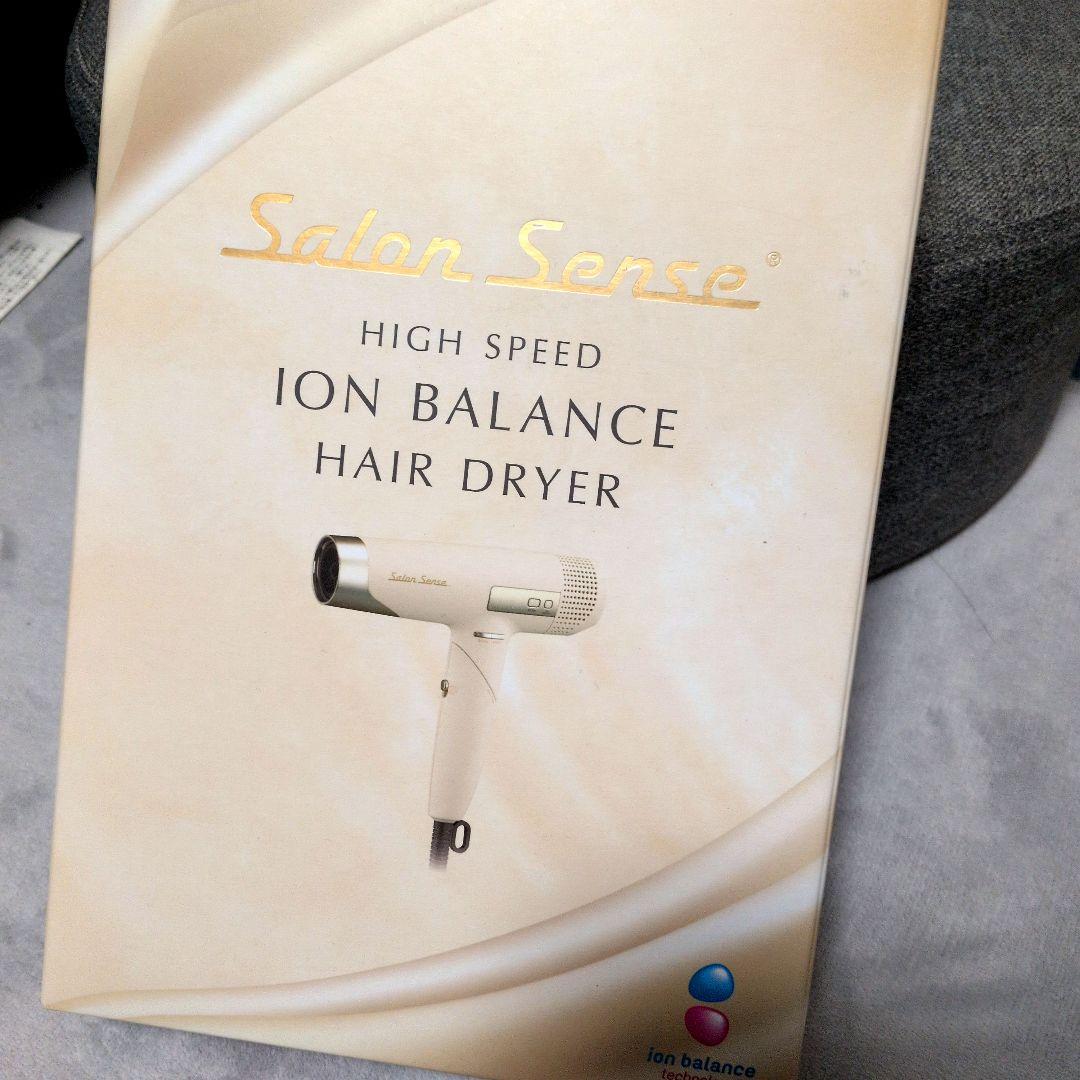 Salon Sense®
HIGH SPEED
ION BALANCE
HAIR DRYER
Salon Sense
ion balance